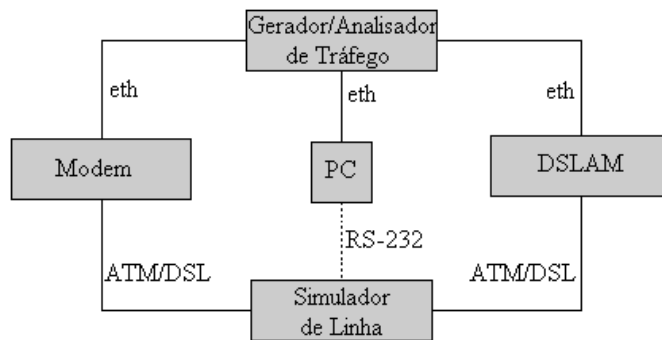 Gerador/Analisador
de Tráfego
eth
eth
eth
Modem
PC
DSLAM
RS-232
ATM/DSL
ATM/DSL
Simulador
de Linha